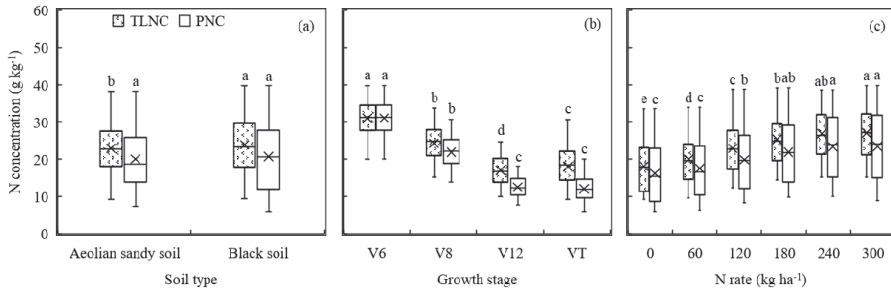 N concentration (g kg⁻¹)
60
50
40
30
20
10
0
TLNC PNC
(a)
b a a a
Aeolian sandy soil Black soil
Soil type
(b)
a a b b d c c c
V6 V8 V12 VT
Growth stage
(c)
e c d c c b b ab ab a a a
0 60 120 180 240 300
N rate (kg ha⁻¹)